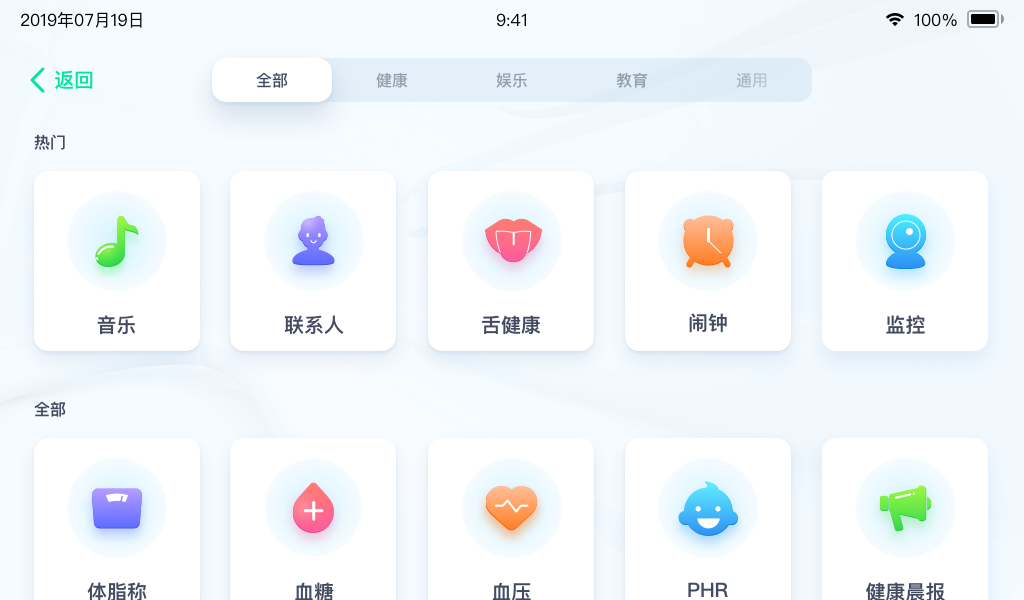 2019年07月19日 9:41 100%
返回 全部 健康 娱乐 教育 通用
热门
音乐 联系人 舌健康 闹钟 监控
全部
体脂称 血糖 血压 PHR 健康晨报